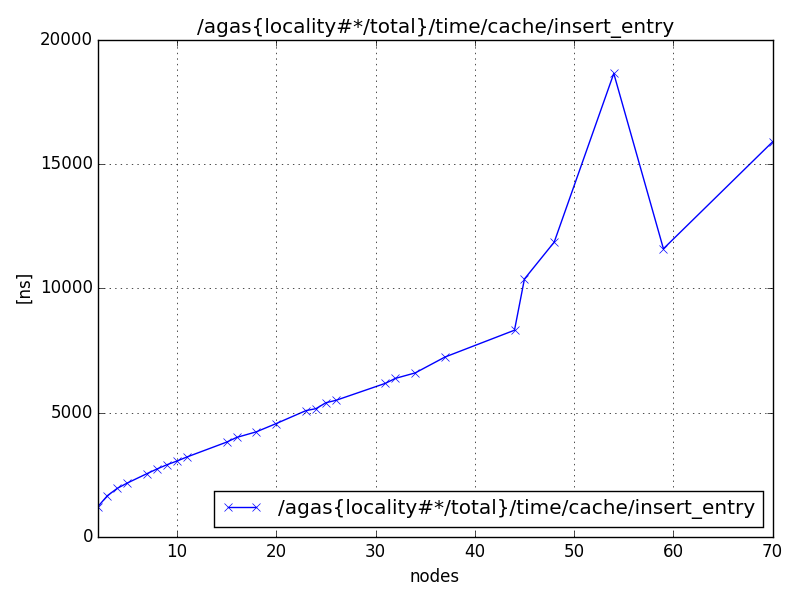 /agas{locality#*/total}/time/cache/insert_entry
20000
15000
10000
5000
0
[ns]
/agas{locality#*/total}/time/cache/insert_entry
10 20 30 40 50 60 70
nodes